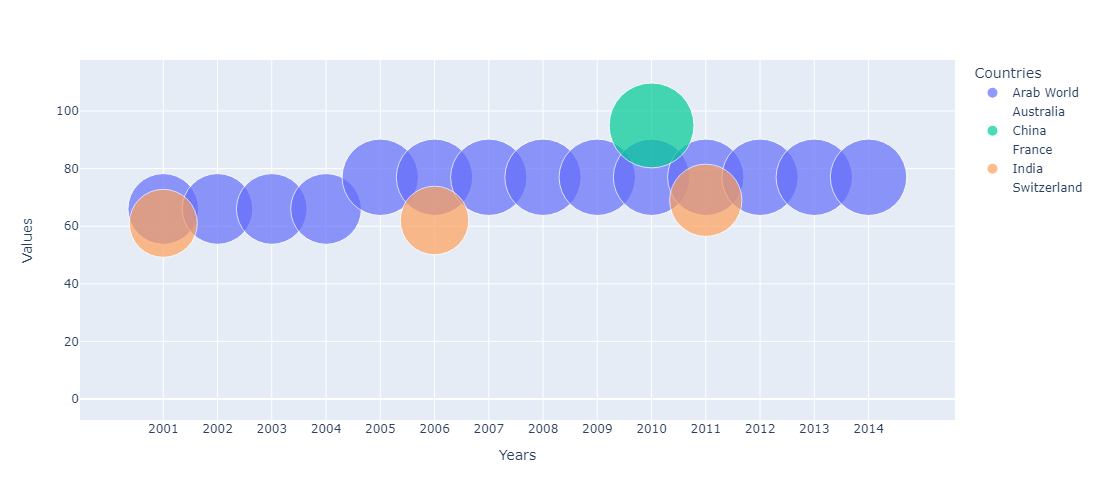 Countries
Arab World
Australia
China
France
India
Switzerland
Values
100
80
60
40
20
0
2001 2002 2003 2004 2005 2006 2007 2008 2009 2010 2011 2012 2013 2014
Years